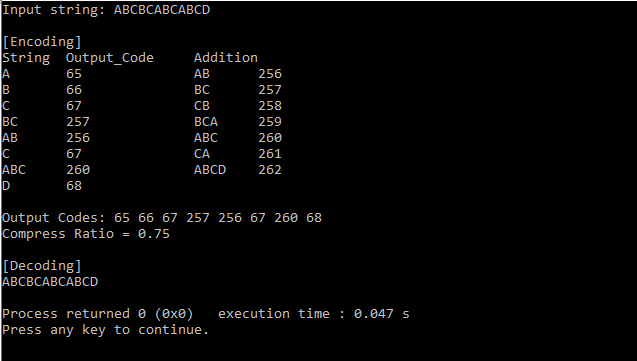 Input string: ABCBCABCABCD
[Encoding]
String Output_Code Addition
A 65 AB 256
B 66 BC 257
C 67 CB 258
BC 257 BCA 259
AB 256 ABC 260
C 67 CA 261
ABC 260 ABCD 262
D 68
Output Codes: 65 66 67 257 256 67 260 68
Compress Ratio = 0.75
[Decoding]
ABCBCABCABCD
Process returned 0 (0x0) execution time : 0.047 s
Press any key to continue.